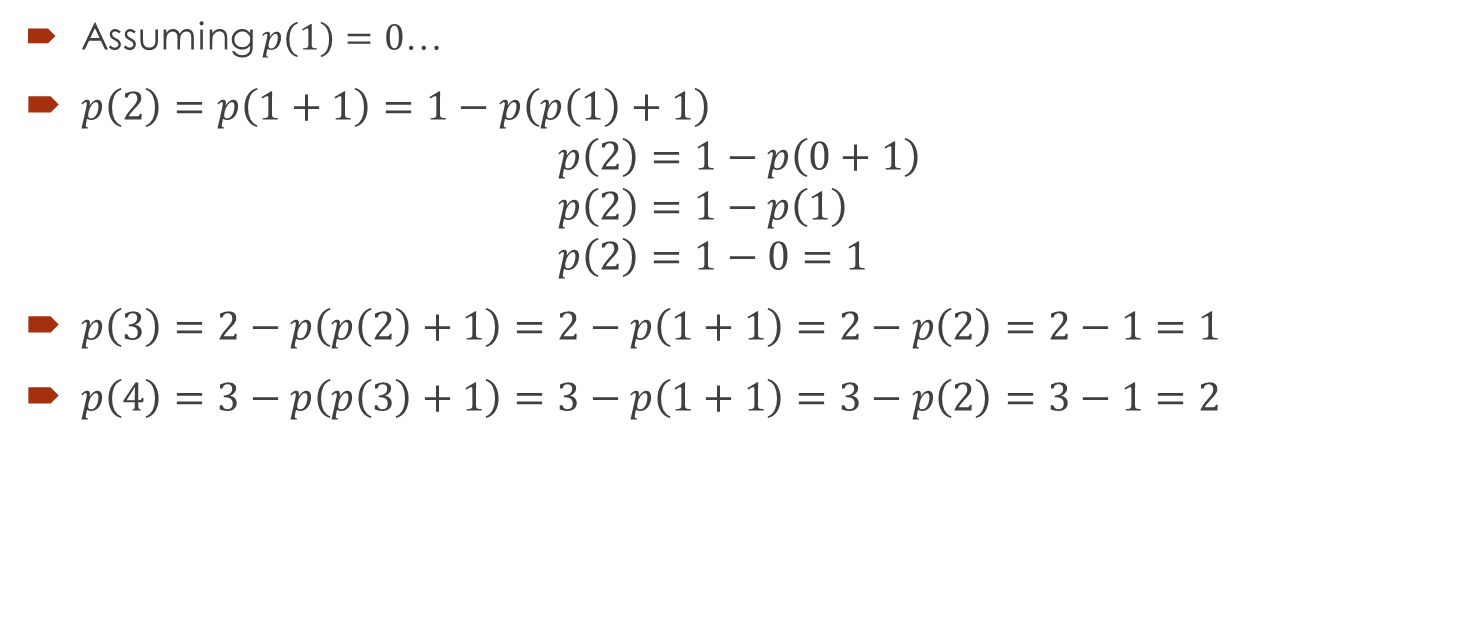 Assuming p(1) = 0…
p(2) = p(1 + 1) = 1 − p(p(1) + 1)
p(2) = 1 − p(0 + 1)
p(2) = 1 − p(1)
p(2) = 1 − 0 = 1
p(3) = 2 − p(p(2) + 1) = 2 − p(1 + 1) = 2 − p(2) = 2 − 1 = 1
p(4) = 3 − p(p(3) + 1) = 3 − p(1 + 1) = 3 − p(2) = 3 − 1 = 2